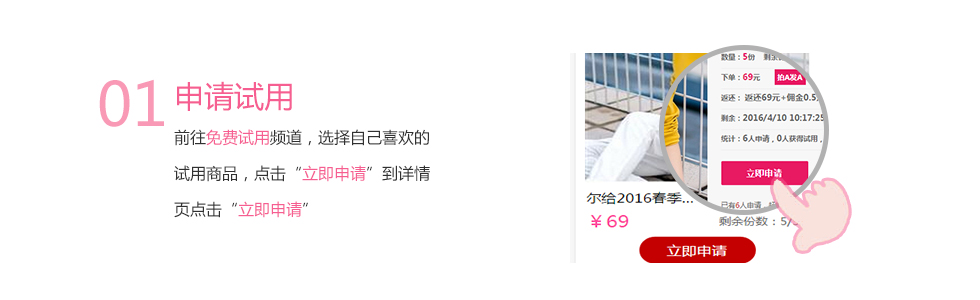 01
申请试用
前往免费试用频道，选择自己喜欢的
试用商品，点击“立即申请”到详情
页点击“立即申请”
数量：5份
下单：69元 拍A发A
返还： 返还69元+佣金0.5
剩余：2016/4/10 10:17:25
统计：6人申请，0人获得试用，
立即申请
已有6人申请，
尔给2016春季...
￥69
剩余份数：5/
立即申请